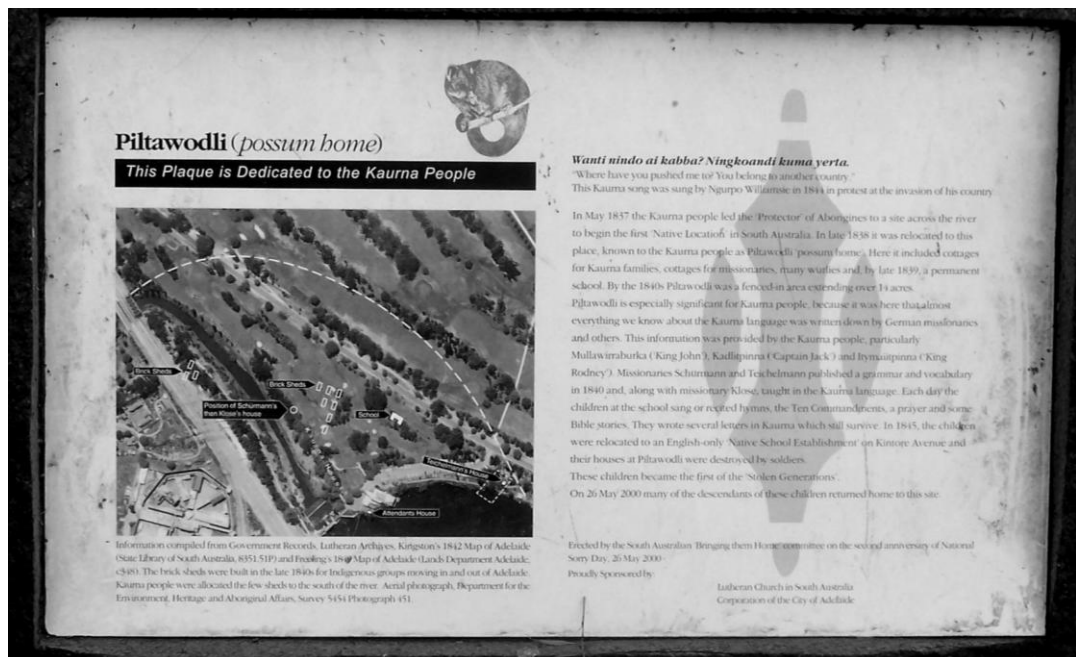 Piltawodli (possum home)
This Plaque is Dedicated to the Kaurna People
Brick Sheds
Brick Sheds
Position of Schürmann's
then Klose's house
School
Teichelmann's House
Attendants House
Information compiled from Government Records, Lutheran Archives, Kingston's 1842 Map of Adelaide
(State Library of South Australia, 8351.51P) and Freeling's Map of Adelaide (Lands Department Adelaide,
c348). The brick sheds were built in the late 1840s for Indigenous groups moving in and out of Adelaide.
Kaurna people were allocated the few sheds to the south of the river. Aerial photograph, Department for the
Environment, Heritage and Aboriginal Affairs, Survey 5454 Photograph 451.
Wanti nindo ai kabba? Ningkoandi kuma yerta.
"Where have you pushed me to? You belong to another country."
This Kaurna song was sung by Ngurpo Williamsie in 1844 in protest at the invasion of his country
In May 1837 the Kaurna people led the 'Protector' of Aborigines to a site across the river
to begin the first 'Native Location' in South Australia. In late 1838 it was relocated to this
place, known to the Kaurna people as Piltawodli 'possum home'. Here it included cottages
for Kaurna families, cottages for missionaries, many wurlies and, by late 1839, a permanent
school. By the 1840s Piltawodli was a fenced-in area extending over 14 acres.
Piltawodli is especially significant for Kaurna people, because it was here that almost
everything we know about the Kaurna language was written down by German missionaries
and others. This information was provided by the Kaurna people, particularly
Mullawirraburka ('King John'), Kadlitpinna ('Captain Jack') and Ityamaiitpinna ('King
Rodney'). Missionaries Schürmann and Teichelmann published a grammar and vocabulary
in 1840 and, along with missionary Klose, taught in the Kaurna language. Each day the
children at the school sang or recited hymns, the Ten Commandments, a prayer and some
Bible stories. They wrote several letters in Kaurna which still survive. In 1845, the children
were relocated to an English-only 'Native School Establishment' on Kintore Avenue and
their houses at Piltawodli were destroyed by soldiers.
These children became the first of the 'Stolen Generations'.
On 26 May 2000 many of the descendants of these children returned home to this site
Erected by the South Australian 'Bringing them Home' committee on the second anniversary of National
Sorry Day, 26 May 2000
Proudly Sponsored by
Lutheran Church in South Australia
Corporation of the City of Adelaide